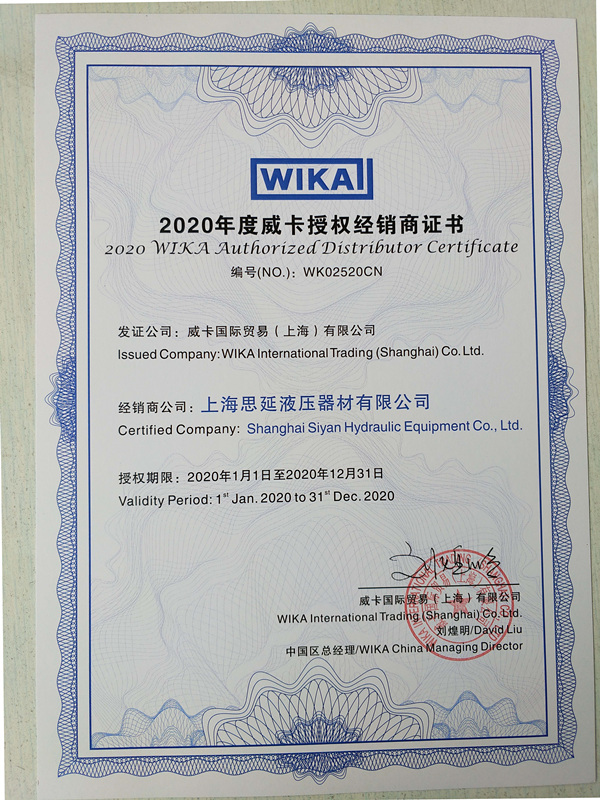 WIKAI
2020年度威卡授权经销商证书
2020 WIKA Authorized Distributor Certificate
编号(NO.)：WK02520CN
发证公司：威卡国际贸易（上海）有限公司
Issued Company:WIKA International Trading (Shanghai) Co. Ltd.
经销商公司：上海思延液压器材有限公司
Certified Company: Shanghai Siyan Hydraulic Equipment Co., Ltd.
授权期限：2020年1月1日至2020年12月31日
Validity Period: 1st Jan. 2020 to 31st Dec. 2020
威卡国际贸易（上海）有限公司
WIKA International Trading (Shanghai) Co. Ltd.
刘煌明/David Liu
中国区总经理/WIKA China Managing Director